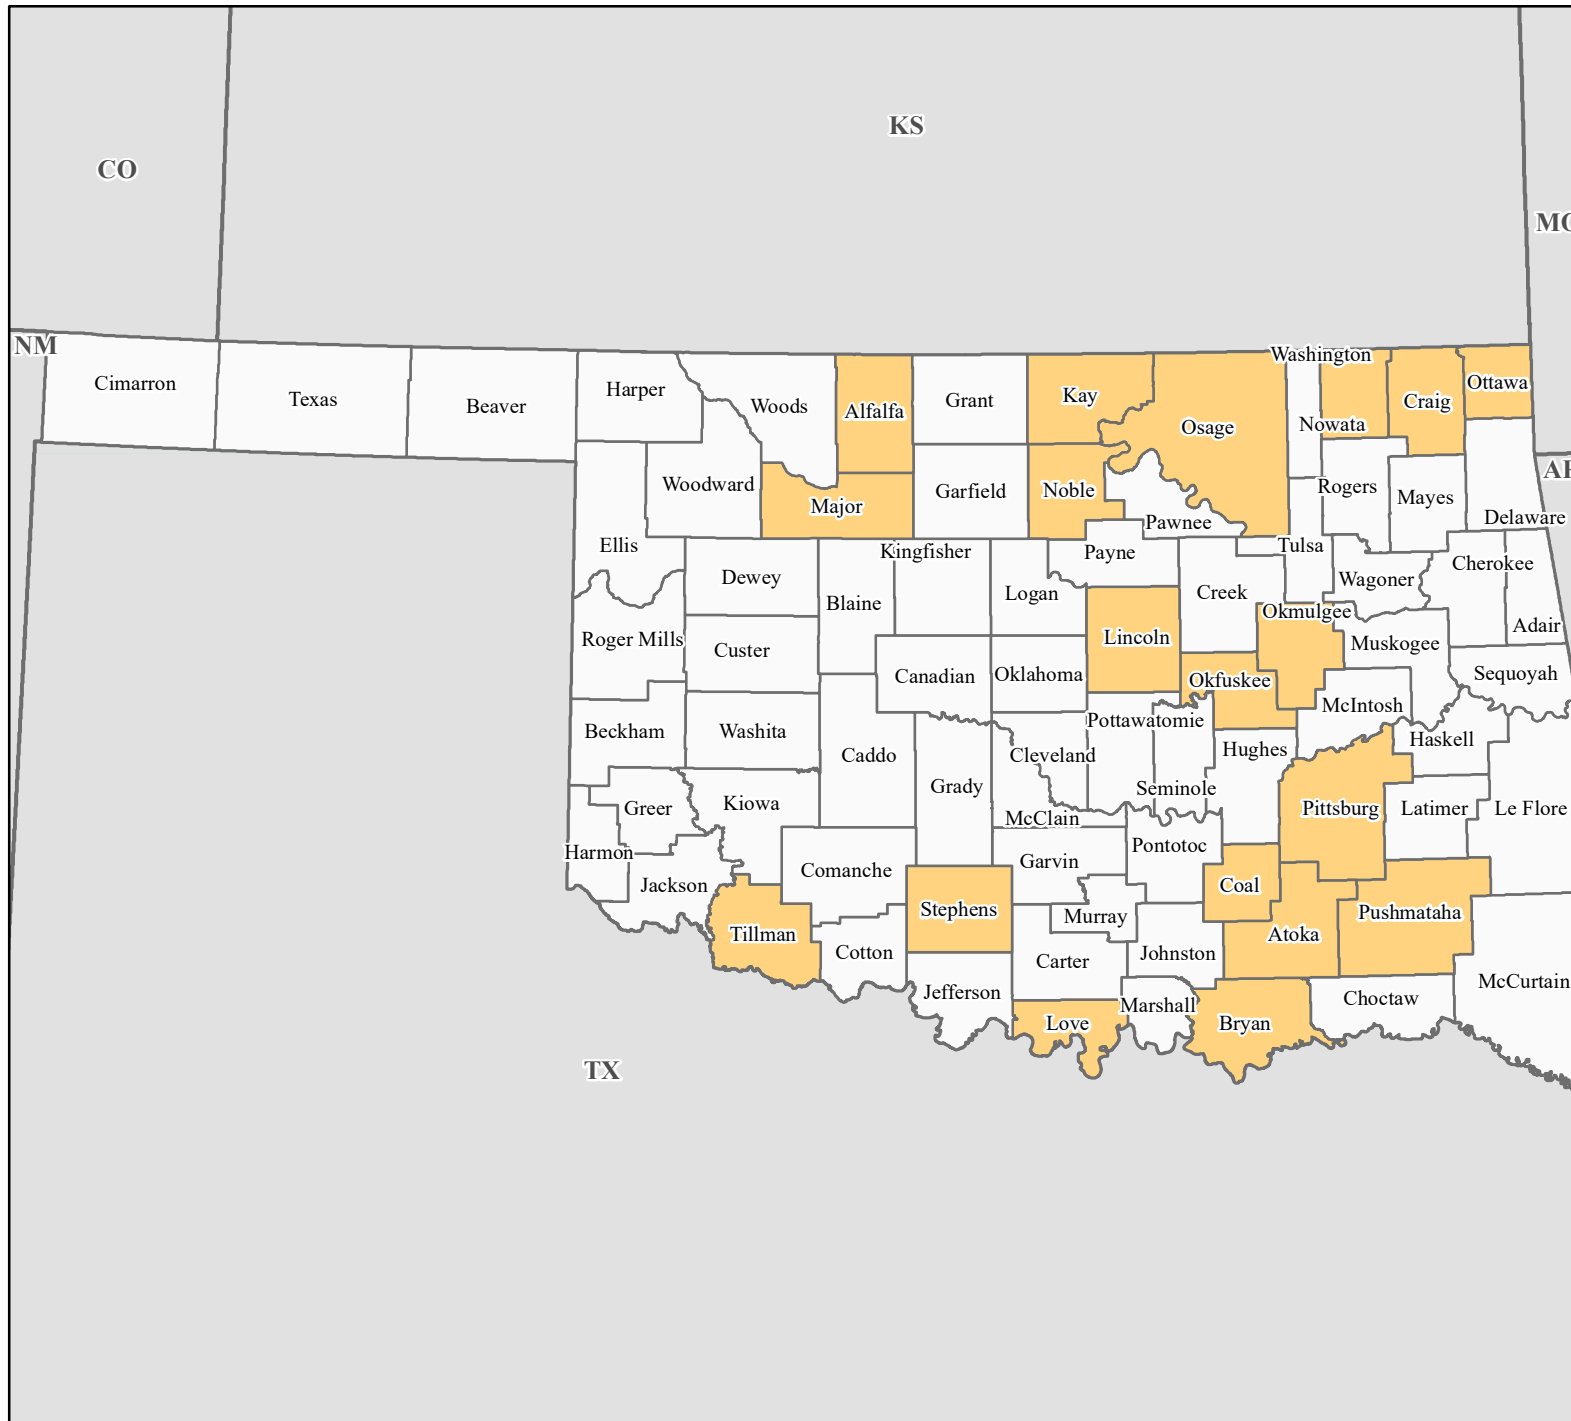 KS
CO
MO
NM
Washington
Cimarron
Texas
Beaver
Harper
Woods
Alfalfa
Grant
Kay
Osage
Nowata
Craig
Ottawa
Woodward
Major
Garfield
Noble
Pawnee
Rogers
Mayes
Delaware
Ellis
Dewey
Kingfisher
Blaine
Logan
Payne
Creek
Tulsa
Wagoner
Cherokee
Adair
Roger Mills
Custer
Canadian
Oklahoma
Lincoln
Okmulgee
Okfuskee
Muskogee
Sequoyah
McIntosh
Beckham
Washita
Caddo
Grady
Cleveland
Pottawatomie
Seminole
Hughes
Haskell
Pittsburg
Latimer
Le Flore
Greer
Kiowa
McClain
Harmon
Jackson
Comanche
Garvin
Pontotoc
Coal
Pushmataha
Stephens
Murray
Atoka
Tillman
Cotton
Carter
Johnston
McCurtain
Jefferson
Marshall
Choctaw
Love
Bryan
TX